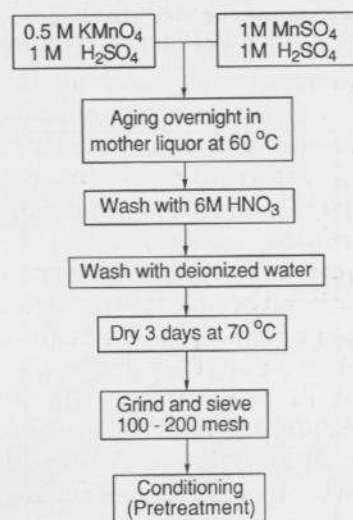 0.5 M KMnO₄
1 M H₂SO₄
1M MnSO₄
1M H₂SO₄
Aging overnight in
mother liquor at 60 °C
Wash with 6M HNO₃
Wash with deionized water
Dry 3 days at 70 °C
Grind and sieve
100 - 200 mesh
Conditioning
(Pretreatment)